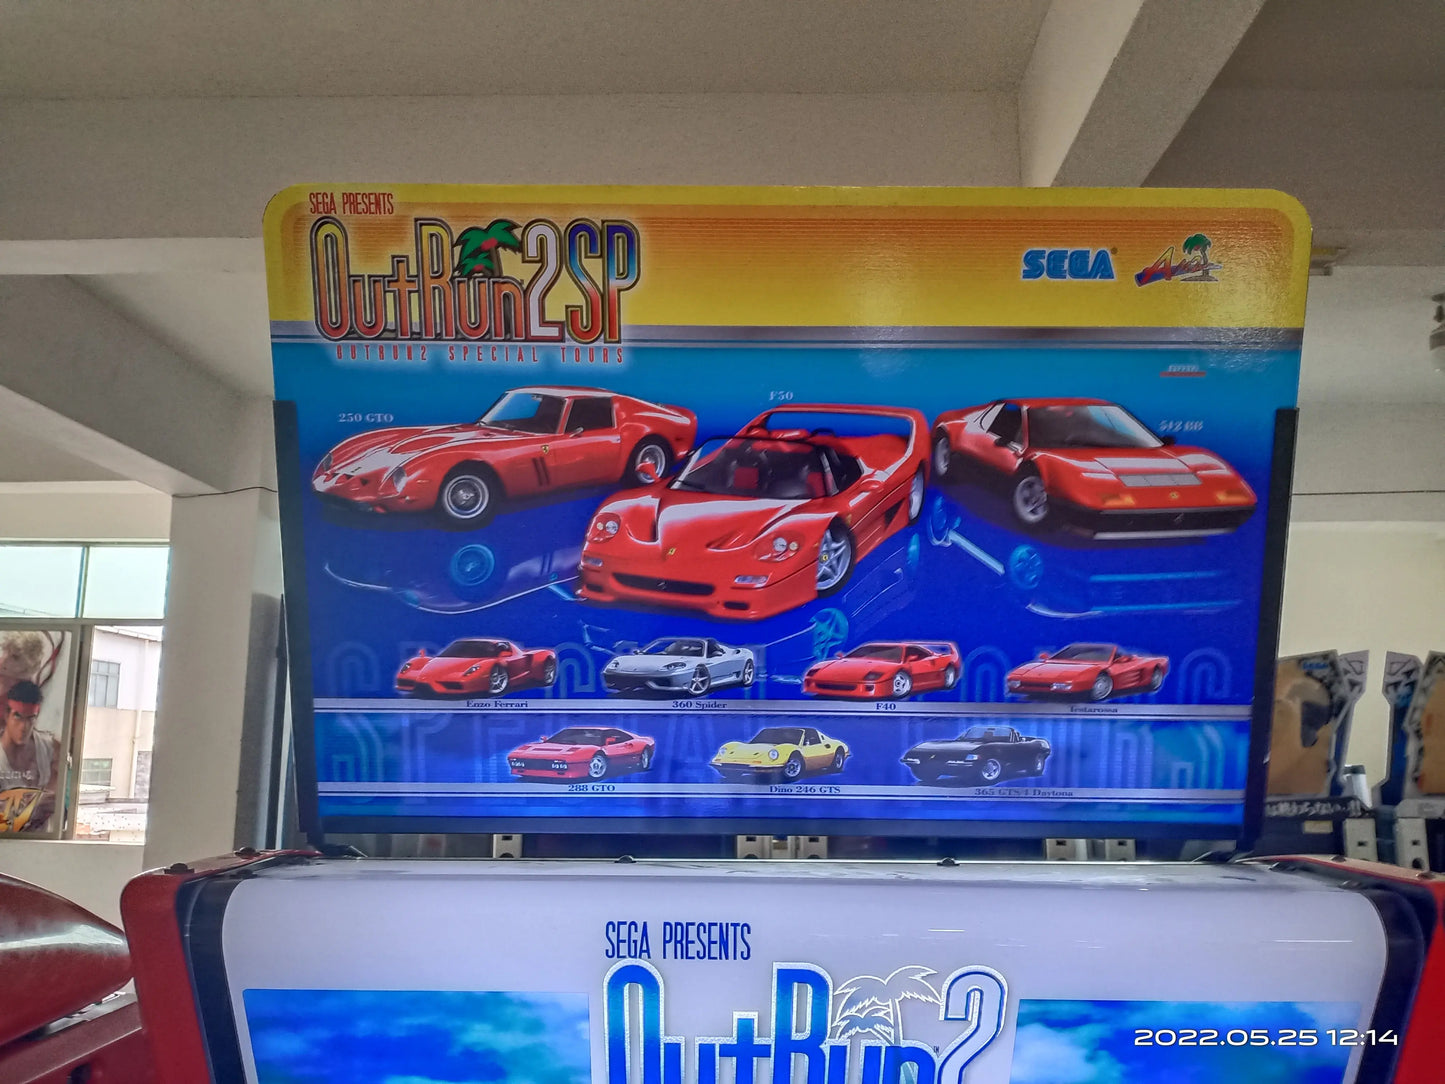 SEGA PRESENTS
OutRun2SP
OUTRUN2 SPECIAL TOURS
SEGA
250 GTO
F50
512 BB
Enzo Ferrari
360 Spider
F40
Testarossa
288 GTO
Dino 246 GTS
365 GTS/4 Daytona
SEGA PRESENTS
OutRun2
2022.05.25 12:14